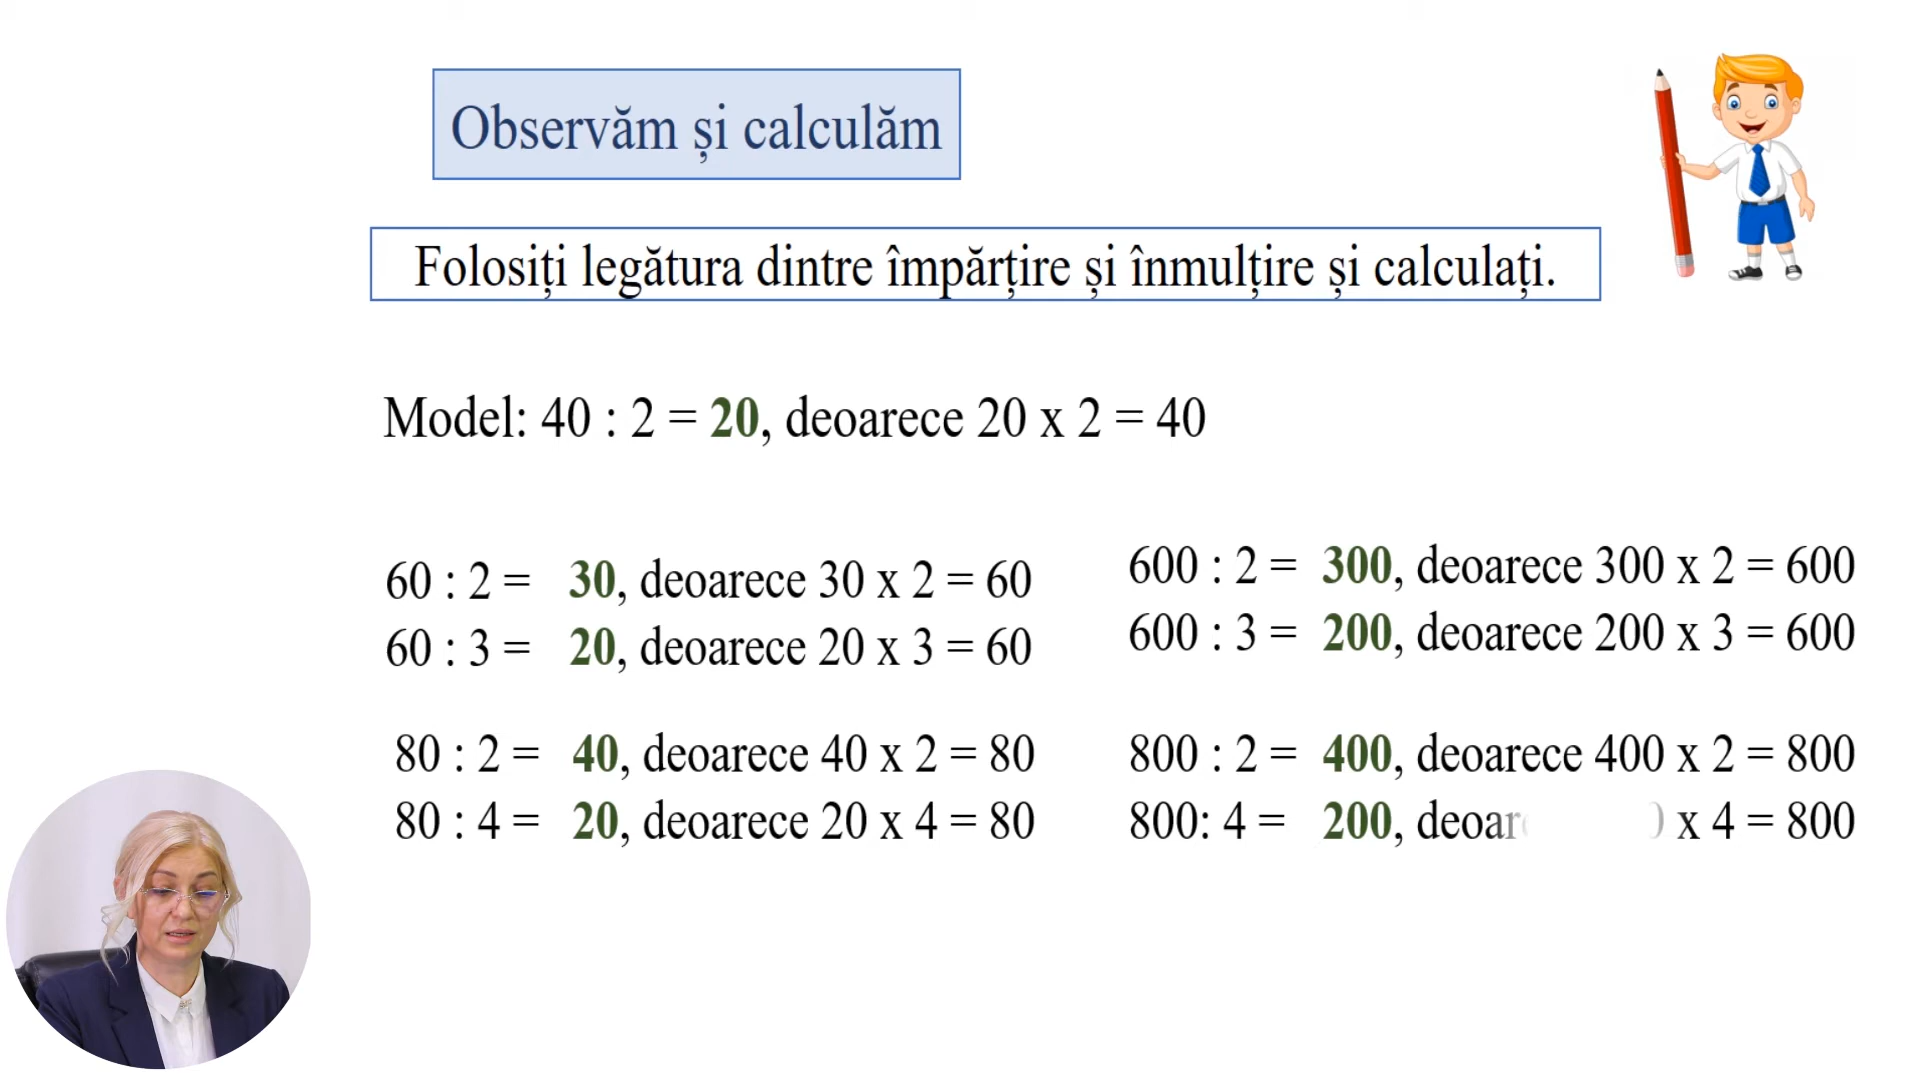 Observăm și calculăm
Folosiți legătura dintre împărțire și înmulțire și calculați.
Model: 40 : 2 = 20, deoarece 20 x 2 = 40
60 : 2 = 30, deoarece 30 x 2 = 60
60 : 3 = 20, deoarece 20 x 3 = 60
80 : 2 = 40, deoarece 40 x 2 = 80
80 : 4 = 20, deoarece 20 x 4 = 80
600 : 2 = 300, deoarece 300 x 2 = 600
600 : 3 = 200, deoarece 200 x 3 = 600
800 : 2 = 400, deoarece 400 x 2 = 800
800: 4 = 200, x 4 = 800